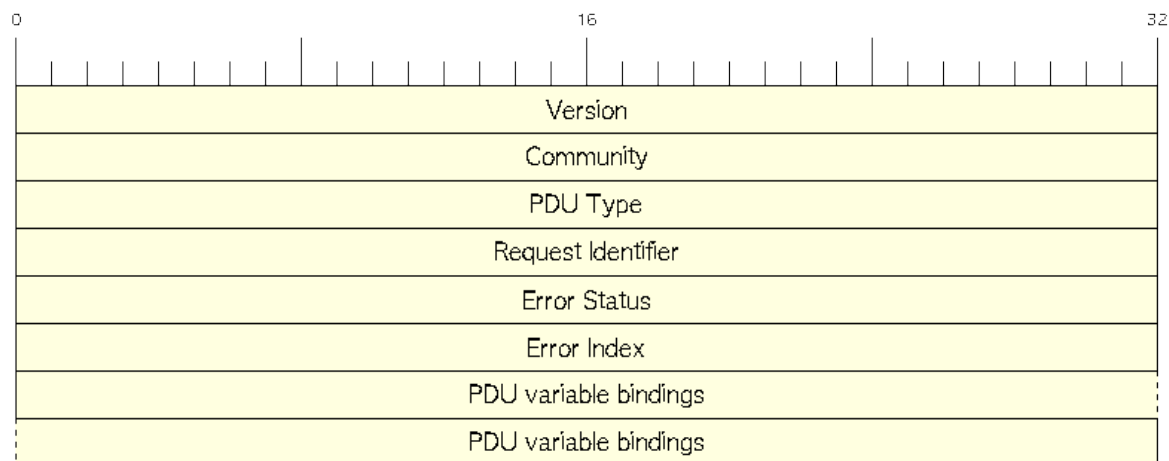 0 16 32
Version
Community
PDU Type
Request Identifier
Error Status
Error Index
PDU variable bindings
PDU variable bindings